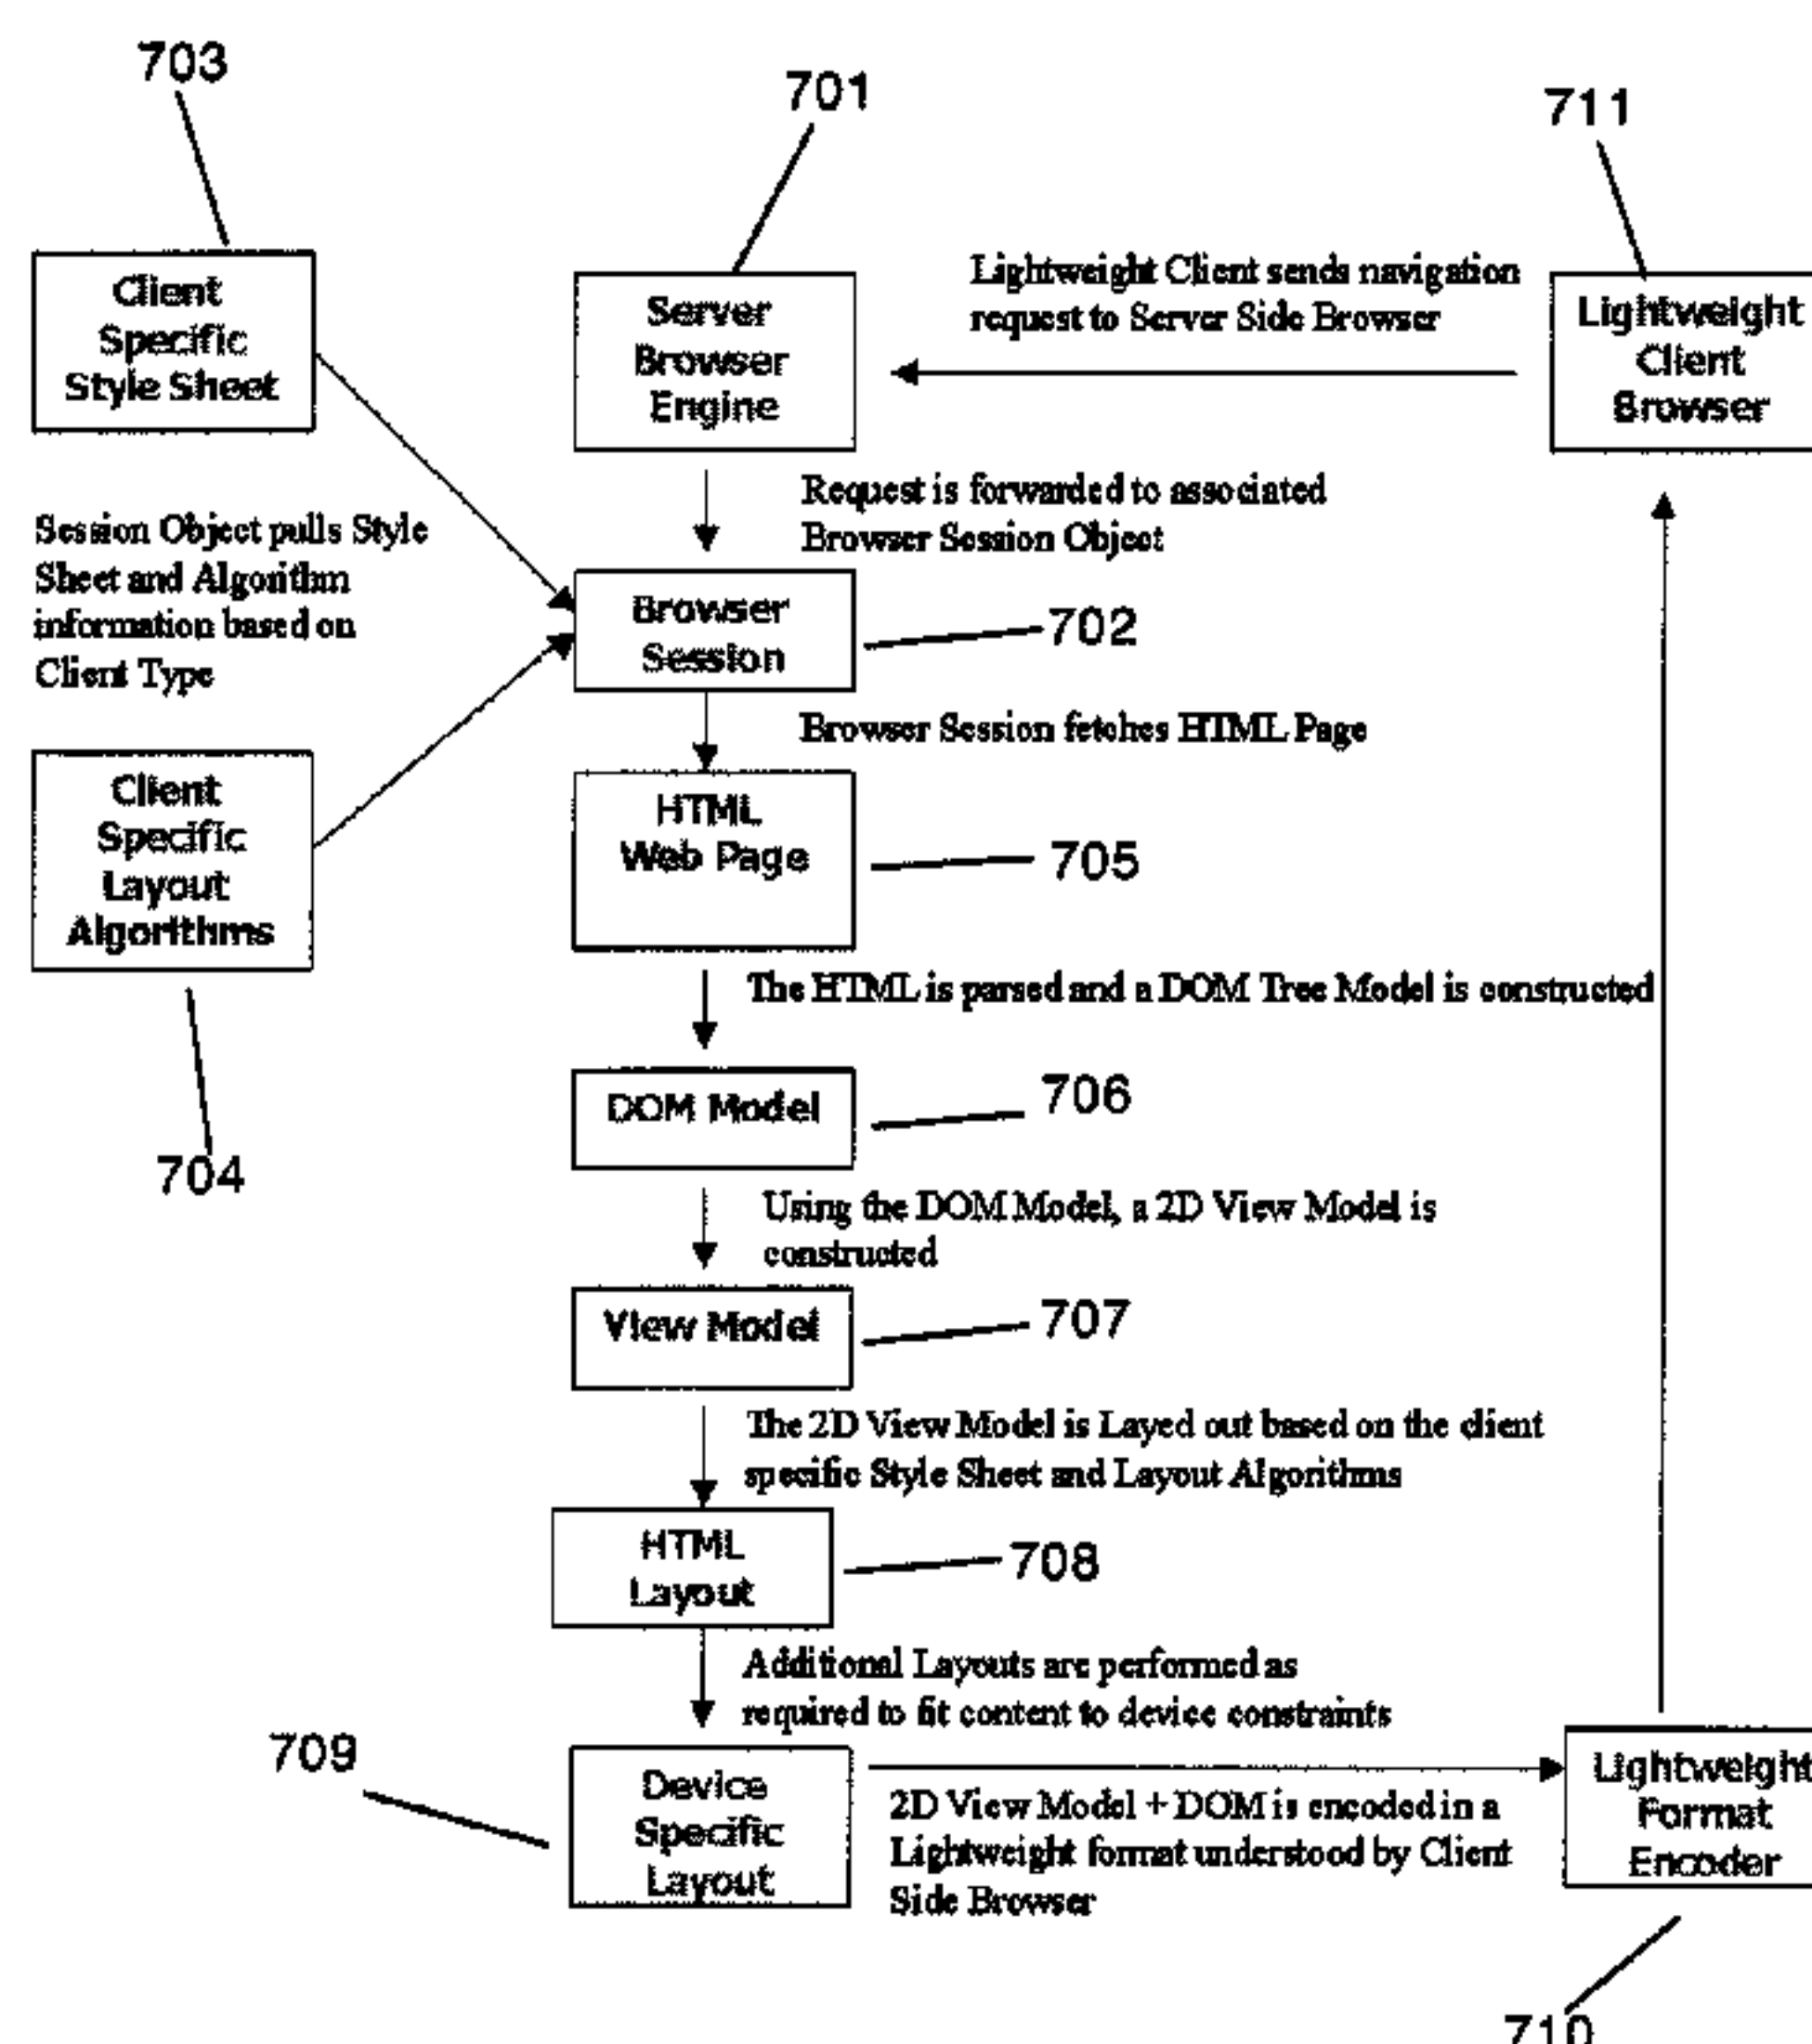 703
701
711
Client
Specific
Style Sheet
Server
Browser
Engine
Lightweight Client sends navigation
request to Server Side Browser
Lightweight
Client
Browser
Request is forwarded to associated
Browser Session Object
Session Object pulls Style
Sheet and Algorithm
information based on
Client Type
Browser
Session
702
Browser Session fetches HTML Page
Client
Specific
Layout
Algorithms
HTML
Web Page
705
The HTML is parsed and a DOM Tree Model is constructed
DOM Model
706
704
Using the DOM Model, a 2D View Model is
constructed
View Model
707
The 2D View Model is Layed out based on the client
specific Style Sheet and Layout Algorithms
HTML
Layout
708
Additional Layouts are performed as
required to fit content to device constraints
709
Device
Specific
Layout
2D View Model + DOM is encoded in a
Lightweight format understood by Client
Side Browser
Lightweight
Format
Encoder
710